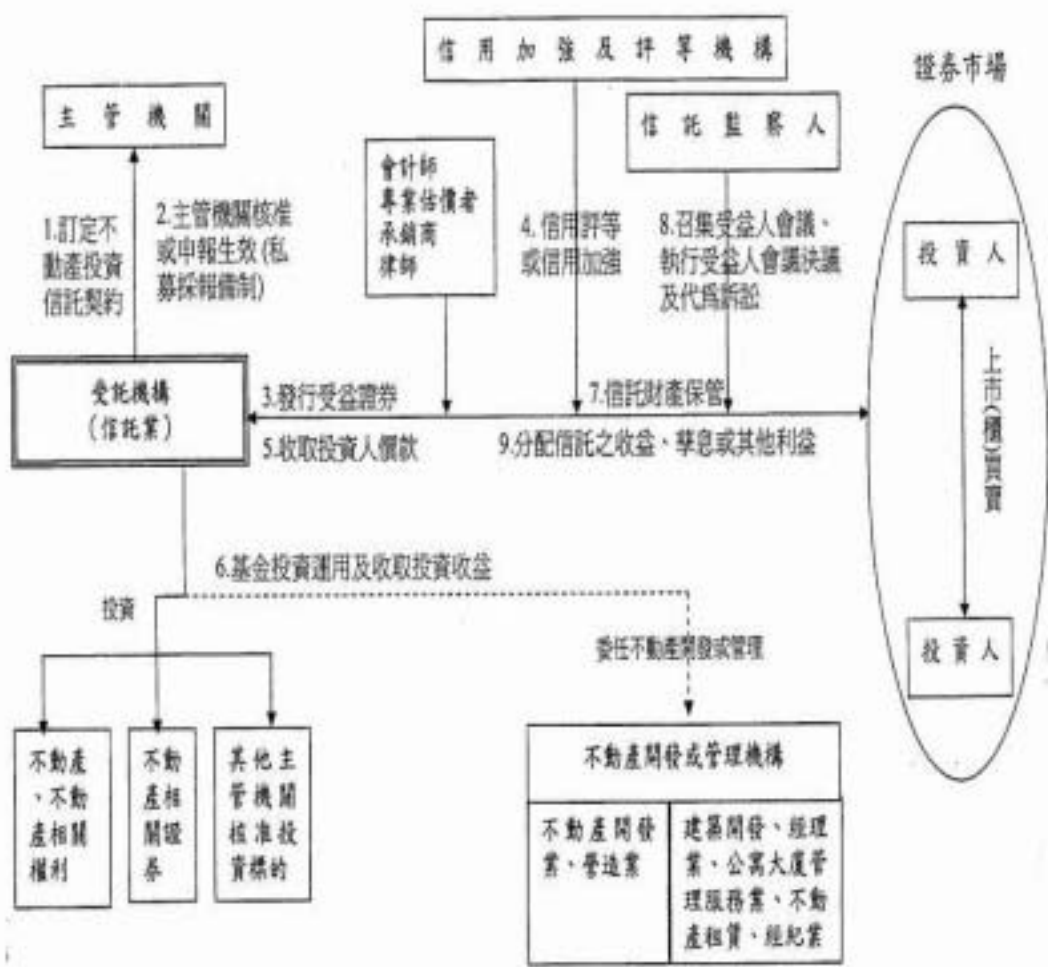 信用加強及評等機構
證券市場
主管機關
信託監察人
會計師
專業估價者
承銷商
律師
1.訂定不
動產投資
信託契約
2.主管機關核准
或申報生效(私
募採報備制)
4.信用評等
或信用加強
8.召集受益人會議、
執行受益人會議決議
及代為訴訟
投資人
上市(櫃)買賣
投資人
受託機構
(信託業)
3.發行受益證券
7.信託財產保管
5.收取投資人價款
9.分配信託之收益、孳息或其他利益
6.基金投資運用及收取投資收益
投資
委任不動產開發或管理
不動產
、不動
產相關
權利
不動
產相
關證
券
其他主
管機關
核准投
資標的
不動產開發或管理機構
不動產開發
業、營造業
建築開發、經理
業、公寓大廈管
理服務業、不動
產租賃、經紀業